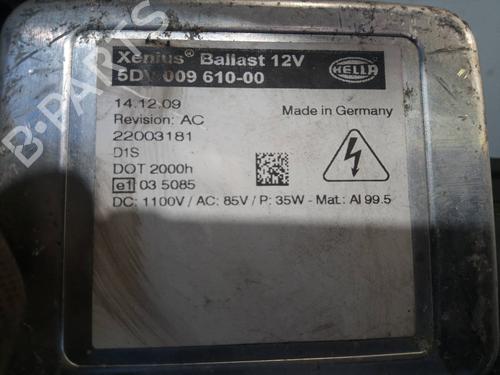 B-PARTS
Xenius® Ballast 12V
5DV 009 610-00
HELLA
14.12.09
Made in Germany
Revision: AC
22003181
D1S
DOT 2000h
e1 03 5085
DC: 1100V / AC: 85V / P: 35W - Mat.: Al 99.5